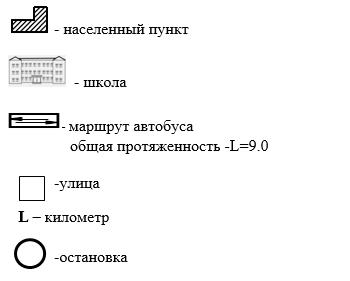 - населенный пункт
- школа
- маршрут автобуса
общая протяженность -L=9.0
-улица
L – километр
-остановка